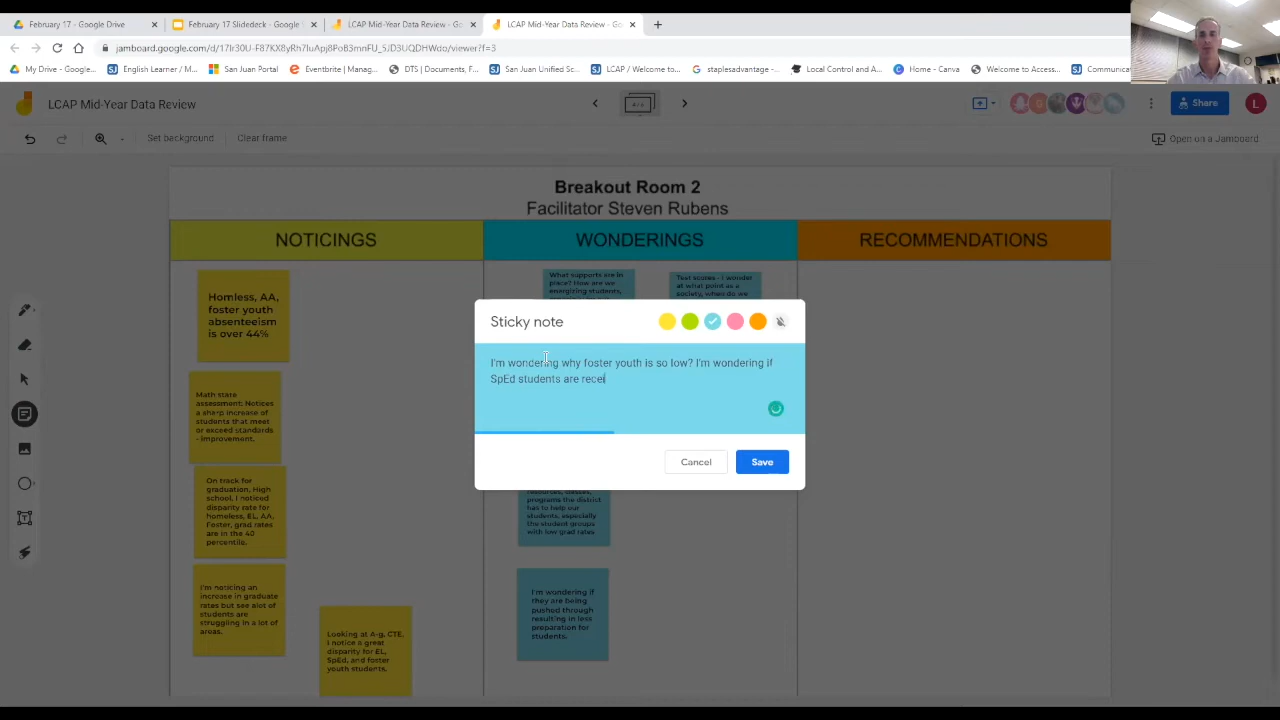 February 17 - Google Drive
February 17 Slidedeck - Google S
LCAP Mid-Year Data Review - Goo
LCAP Mid-Year Data Review - Goo
My Drive - Google...
English Learner / M...
San Juan Portal
Eventbrite | Manag...
DTS | Documents, F...
San Juan Unified Sc...
LCAP / Welcome to...
staplesadvantage -...
Local Control and A...
Home - Canva
Welcome to Access...
Communicat
LCAP Mid-Year Data Review
4 / 6
Share
L
Set background
Clear frame
Open on a Jamboard
Breakout Room 2
Facilitator Steven Rubens
NOTICINGS
WONDERINGS
RECOMMENDATIONS
Homless, AA,
foster youth
absenteeism
is over 44%
Math state
assessment: Notices
a sharp increase of
students that meet
or exceed standards
- improvement.
On track for
graduation, High
school, I noticed
disparity rate for
homeless, EL, AA,
Foster, grad rates
are in the 40
percentile.
I'm noticing an
increase in graduate
rates but see alot of
students are
struggling in a lot of
areas.
Looking at A-g, CTE,
I notice a great
disparity for EL,
SpEd, and foster
youth students.
What supports are in
place? How are we
energizing students,
Test scores - I wonder
at what point as a
society, when do we
Sticky note
I'm wondering why foster youth is so low? I'm wondering if
SpEd students are recei
Cancel
Save
resources, classes,
programs the district
has to help our
students, especially
the student groups
with low grad rates
I'm wondering if
they are being
pushed through
resulting in less
preparation for
students.